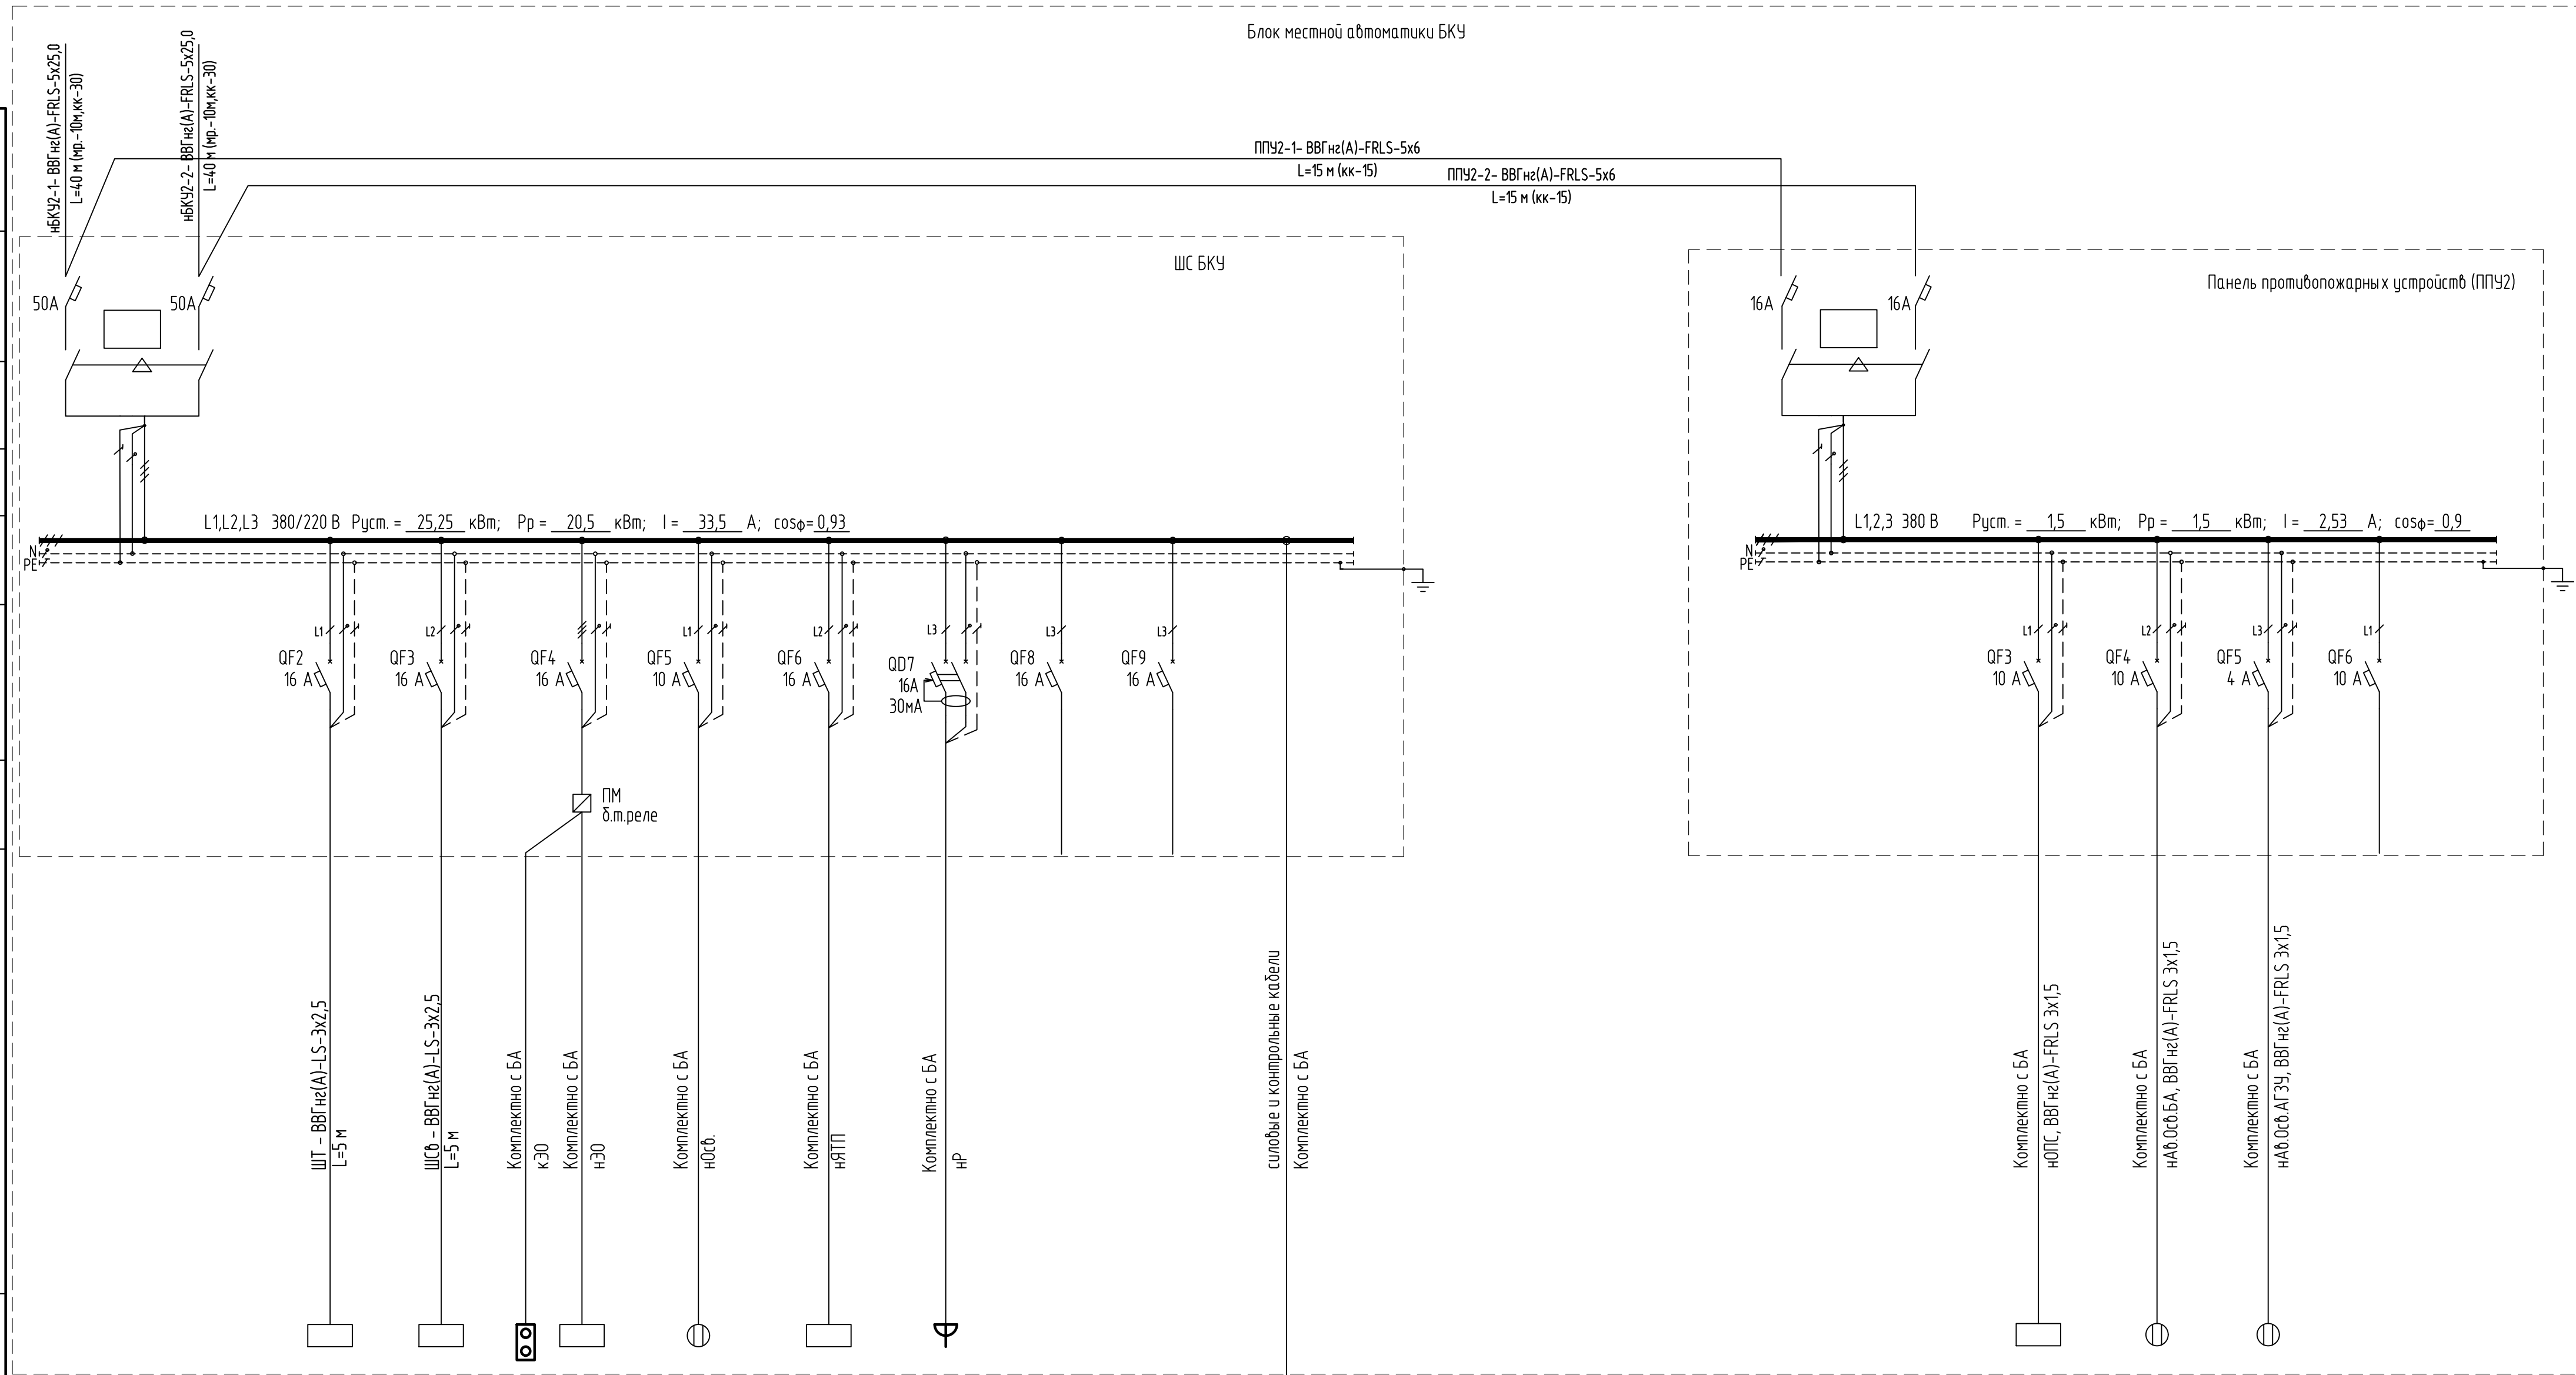 Блок местной автоматики БКУ
нБКУ2-1- ВВГнг(А)-FRLS-5х25,0
L=40 м (мр.-10м,кк-30)
нБКУ2-2- ВВГнг(А)-FRLS-5х25,0
L=40 м (мр.-10м,кк-30)
ППУ2-1- ВВГнг(А)-FRLS-5х6
L=15 м (кк-15)
ППУ2-2- ВВГнг(А)-FRLS-5х6
L=15 м (кк-15)
ШС БКУ
50А
50А
L1,L2,L3 380/220 В Руст. = 25,25 кВт; Рр = 20,5 кВт; I = 33,5 А; cosφ= 0,93
N
PE
L1
L2
L1
L2
L3
L3
L3
QF2
16 А
QF3
16 А
QF4
16 А
QF5
10 А
QF6
16 А
QD7
16А
30мА
QF8
16 А
QF9
16 А
ПМ
б.т.реле
ШТ - ВВГнг(А)-LS-3х2,5
L=5 м
ШСв - ВВГнг(А)-LS-3х2,5
L=5 м
Комплектно с БА
кЗО
Комплектно с БА
нЗО
Комплектно с БА
нОсв.
Комплектно с БА
нЯТП
Комплектно с БА
нР
силовые и контрольные кабели
Комплектно с БА
Панель противопожарных устройств (ППУ2)
16А
16А
L1,2,3 380 В Руст. = 1,5 кВт; Рр = 1,5 кВт; I = 2,53 А; cosφ= 0,9
N
PE
L1
L2
L3
L1
QF3
10 А
QF4
10 А
QF5
4 А
QF6
10 А
Комплектно с БА
нОПС, ВВГнг(А)-FRLS 3х1,5
Комплектно с БА
нАв.Осв.БА, ВВГнг(А)-FRLS 3х1,5
Комплектно с БА
нАв.Осв.АГЗУ, ВВГнг(А)-FRLS 3х1,5